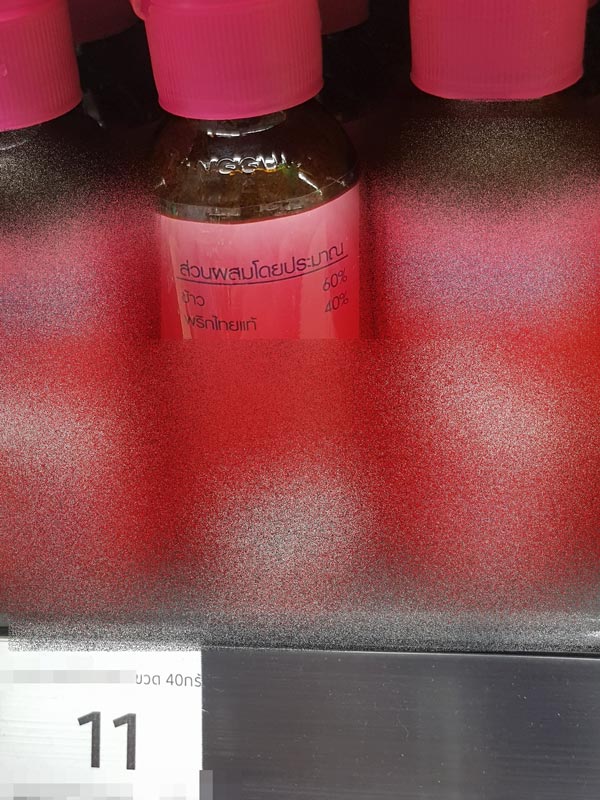 ส่วนผสมโดยประมาณ
ข้าว 60%
พริกไทยแท้ 40%
ขวด 40กรั
11